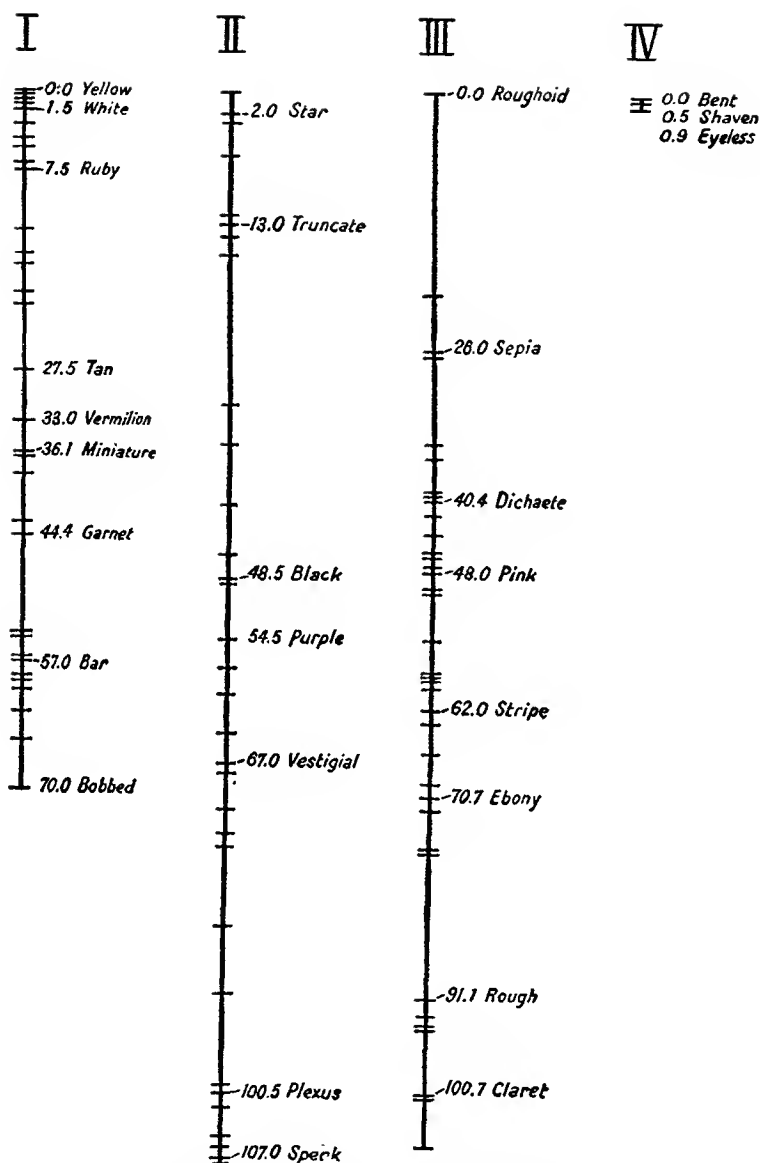 I
0.0 Yellow
1.5 White
7.5 Ruby
27.5 Tan
33.0 Vermilion
36.1 Miniature
44.4 Garnet
57.0 Bar
70.0 Bobbed
II
2.0 Star
13.0 Truncate
48.5 Black
54.5 Purple
67.0 Vestigial
100.5 Plexus
107.0 Speck
III
0.0 Roughoid
26.0 Sepia
40.4 Dichaete
48.0 Pink
62.0 Stripe
70.7 Ebony
91.1 Rough
100.7 Claret
IV
0.0 Bent
0.5 Shaven
0.9 Eyeless